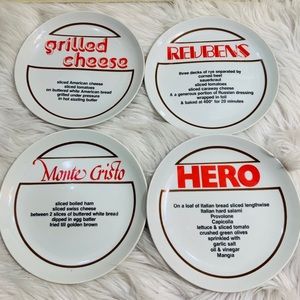 grilled
cheese
sliced American cheese
sliced tomatoes
on buttered white American bread
grilled under pressure
in hot sizzling butter
REUBENS
three decks of rye separated by
corned beef
sauerkraut
sliced tomatoes
sliced caraway cheese
& a generous portion of Russian dressing
wrapped in foil
& baked at 400° for 20 minutes
Monte Cristo
sliced boiled ham
sliced swiss cheese
between 2 slices of buttered white bread
dipped in egg batter
fried till golden brown
HERO
On a loaf of Italian bread sliced lengthwise
Italian hard salami
Provolone
Capicolla
lettuce & sliced tomato
crushed green olives
sprinkled with
garlic salt
oil & vinegar
Mangia